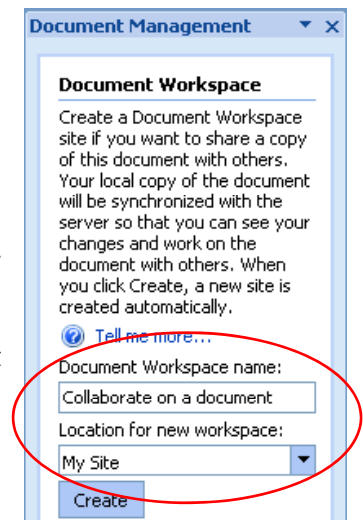 Document Management
Document Workspace
Create a Document Workspace
site if you want to share a copy
of this document with others.
Your local copy of the document
will be synchronized with the
server so that you can see your
changes and work on the
document with others. When
you click Create, a new site is
created automatically.
Tell me more...
Document Workspace name:
Collaborate on a document
Location for new workspace:
My Site
Create